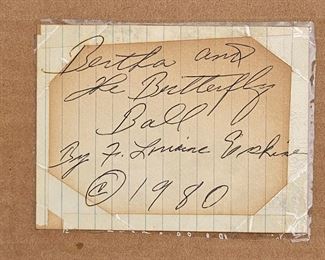 Bertha and
the Butterfly
Ball
By F. Lorraine Erskine
© 1980